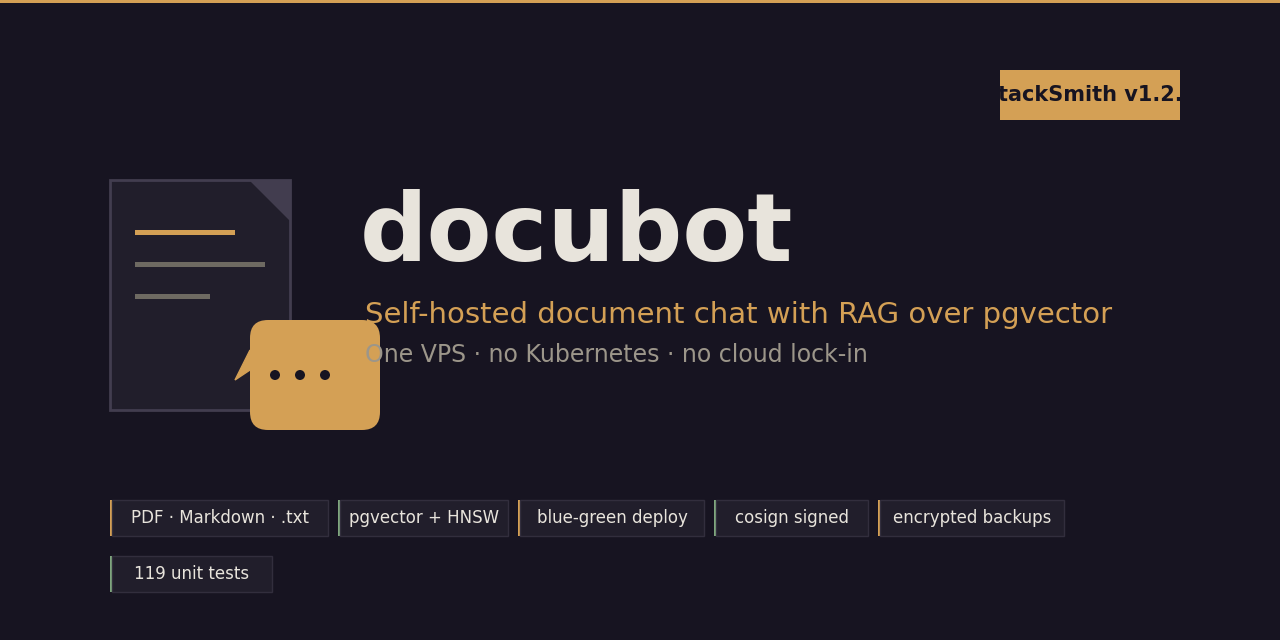 tackSmith v1.2.
docubot
Self-hosted document chat with RAG over pgvector
One VPS · no Kubernetes · no cloud lock-in
PDF · Markdown · .txt
pgvector + HNSW
blue-green deploy
cosign signed
encrypted backups
119 unit tests